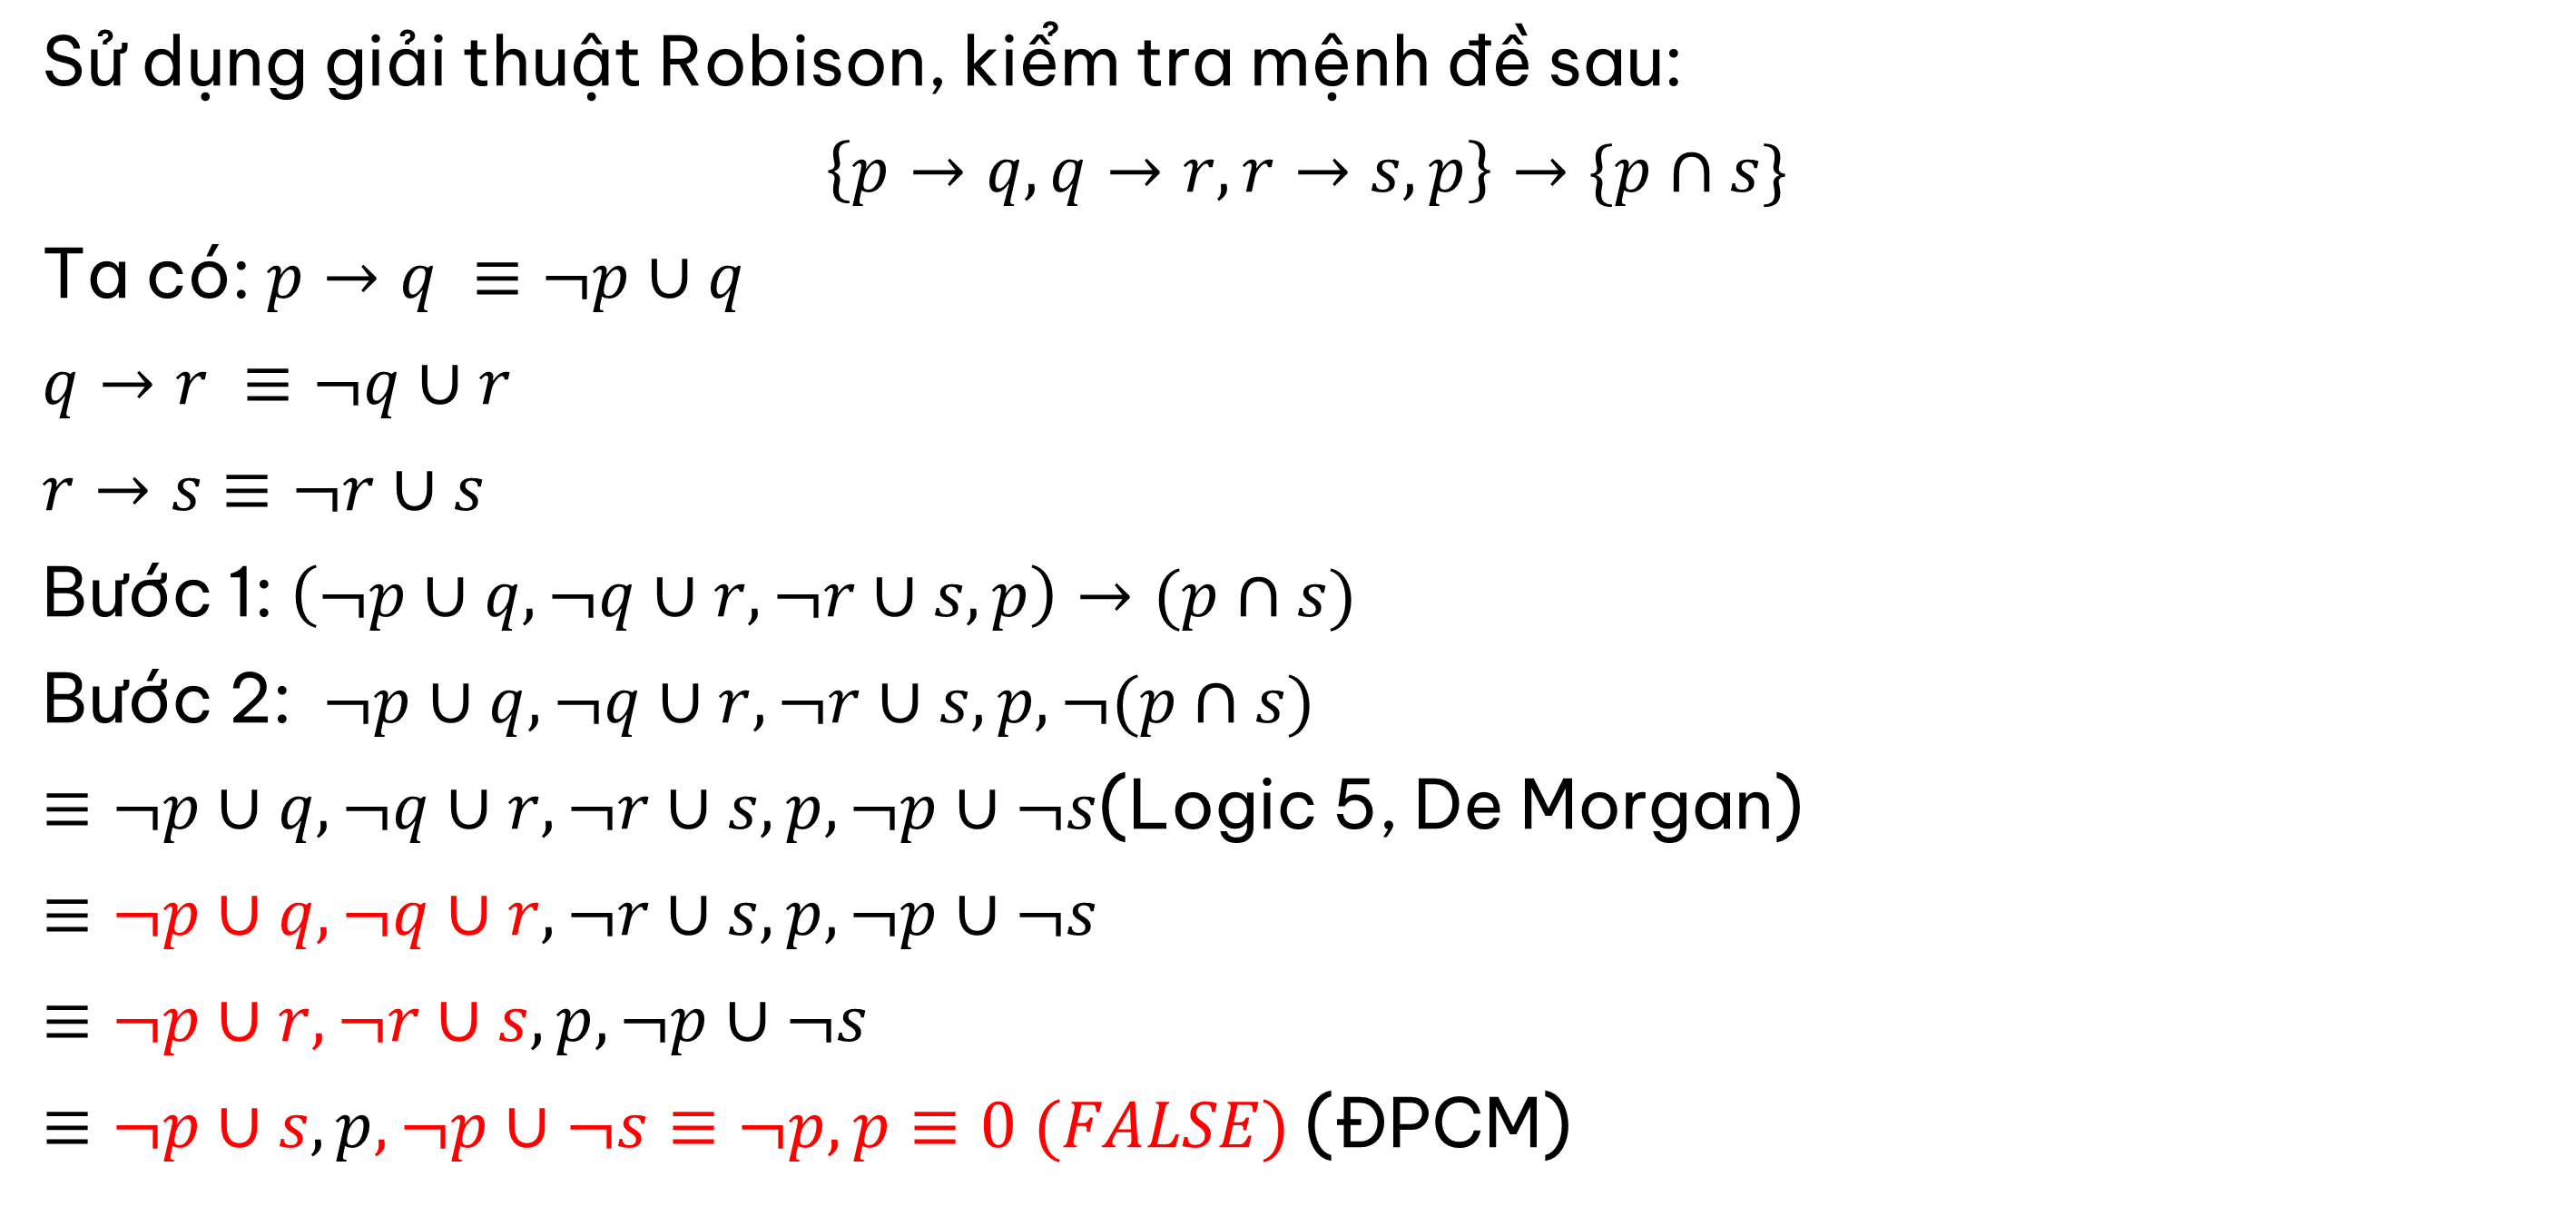 Sử dụng giải thuật Robison, kiểm tra mệnh đề sau:
{p → q, q → r, r → s, p} → {p ∩ s}
Ta có: p → q ≡ ¬p ∪ q
q → r ≡ ¬q ∪ r
r → s ≡ ¬r ∪ s
Bước 1: (¬p ∪ q, ¬q ∪ r, ¬r ∪ s, p) → (p ∩ s)
Bước 2: ¬p ∪ q, ¬q ∪ r, ¬r ∪ s, p, ¬(p ∩ s)
≡ ¬p ∪ q, ¬q ∪ r, ¬r ∪ s, p, ¬p ∪ ¬s(Logic 5, De Morgan)
≡ ¬p ∪ q, ¬q ∪ r, ¬r ∪ s, p, ¬p ∪ ¬s
≡ ¬p ∪ r, ¬r ∪ s, p, ¬p ∪ ¬s
≡ ¬p ∪ s, p, ¬p ∪ ¬s ≡ ¬p, p ≡ 0 (FALSE) (ĐPCM)